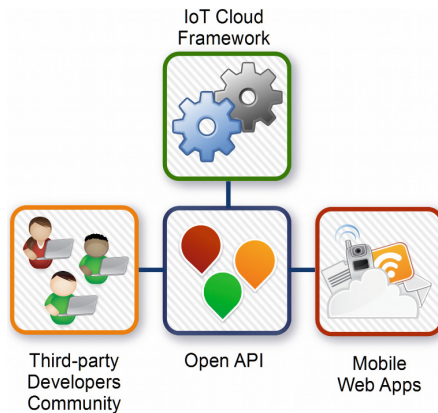 IoT Cloud
Framework
Third-party
Developers
Community
Open API
Mobile
Web Apps